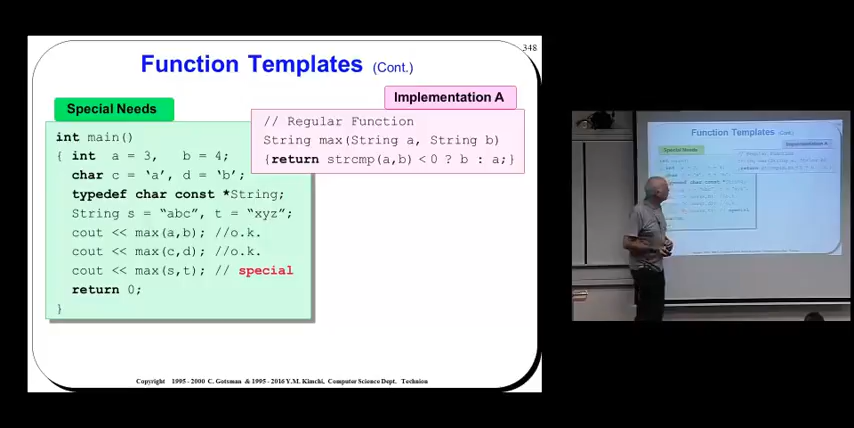 348
Function Templates (Cont.)
Implementation A
Special Needs
// Regular Function
String max(String a, String b)
{return strcmp(a,b) <0 ? b : a;}
int main()
{ int a = 3, b = 4;
char c = ‘a’, d = ‘b’;
typedef char const *String;
String s = “abc”, t = “xyz”;
cout << max(a,b); //o.k.
cout << max(c,d); //o.k.
cout << max(s,t); // special
return 0;
}
Copyright 1995 - 2000 C. Gotsman & 1995 - 2016 Y.M. Kimchi, Computer Science Dept. Technion
Function Templates (Cont.)
Implementation A
Special Needs